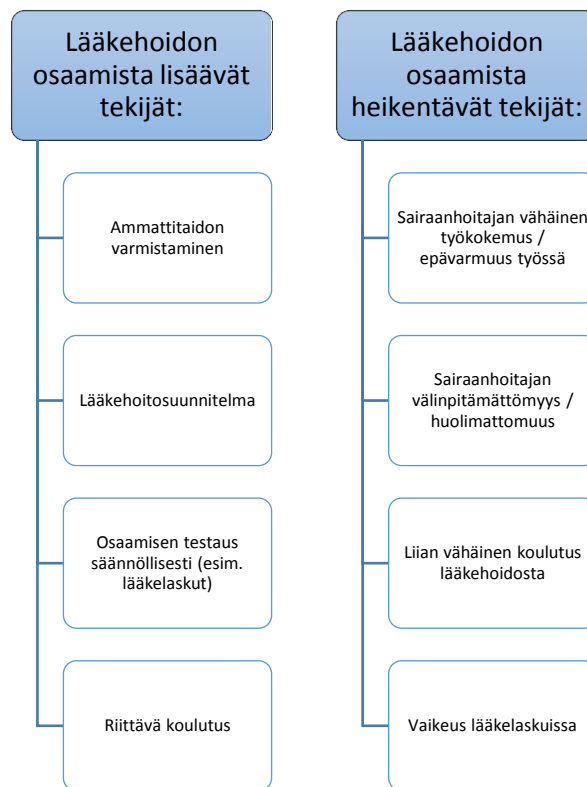 Lääkehoidon
osaamista lisäävät
tekijät:
Ammattitaidon
varmistaminen
Lääkehoitosuunnitelma
Osaamisen testaus
säännöllisesti (esim.
lääkelaskut)
Riittävä koulutus
Lääkehoidon
osaamista
heikentävät tekijät:
Sairaanhoitajan vähäinen
työkokemus /
epävarmuus työssä
Sairaanhoitajan
välinpitämättömyys /
huolimattomuus
Liian vähäinen koulutus
lääkehoidosta
Vaikeus lääkelaskuissa